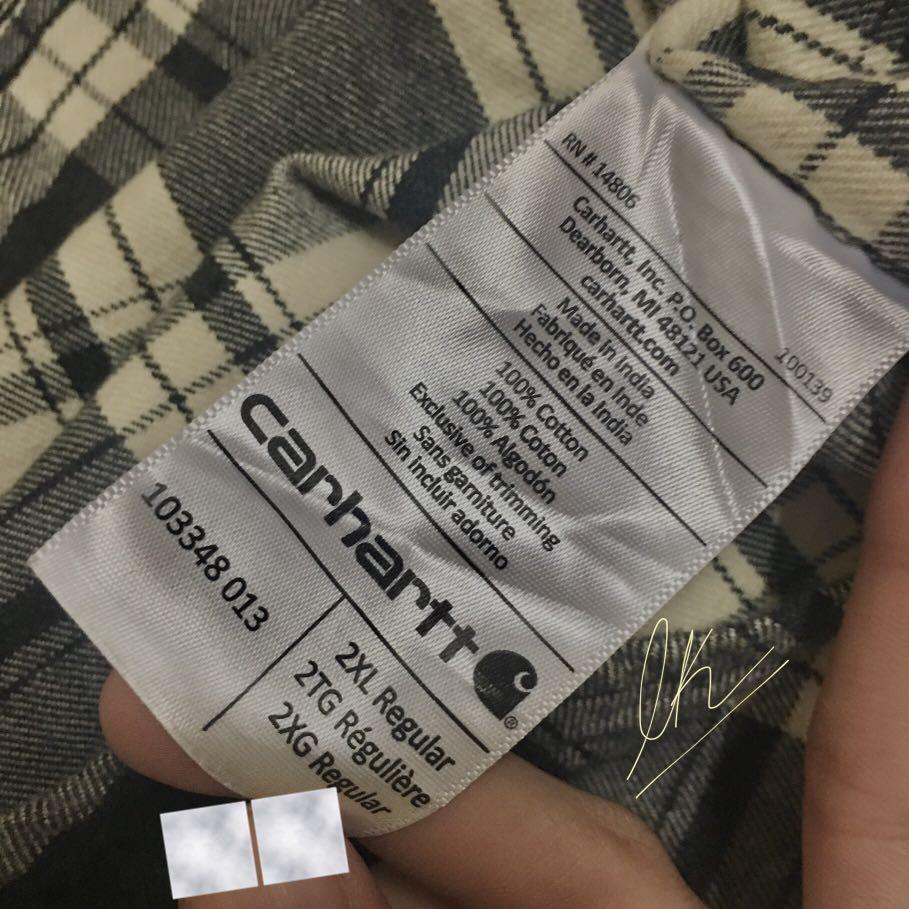 RN # 14806
100139
Carhartt, Inc. P.O. Box 600
Dearborn, MI 48121 USA
carhartt.com
Made in India
Fabriqué en Inde
Hecho en la India
100% Cotton
100% Coton
100% Algodón
Exclusive of trimming
Sans garniture
Sin incluir adorno
carhartt
®
103348 013
2XL Regular
2TG Régulière
2XG Regular